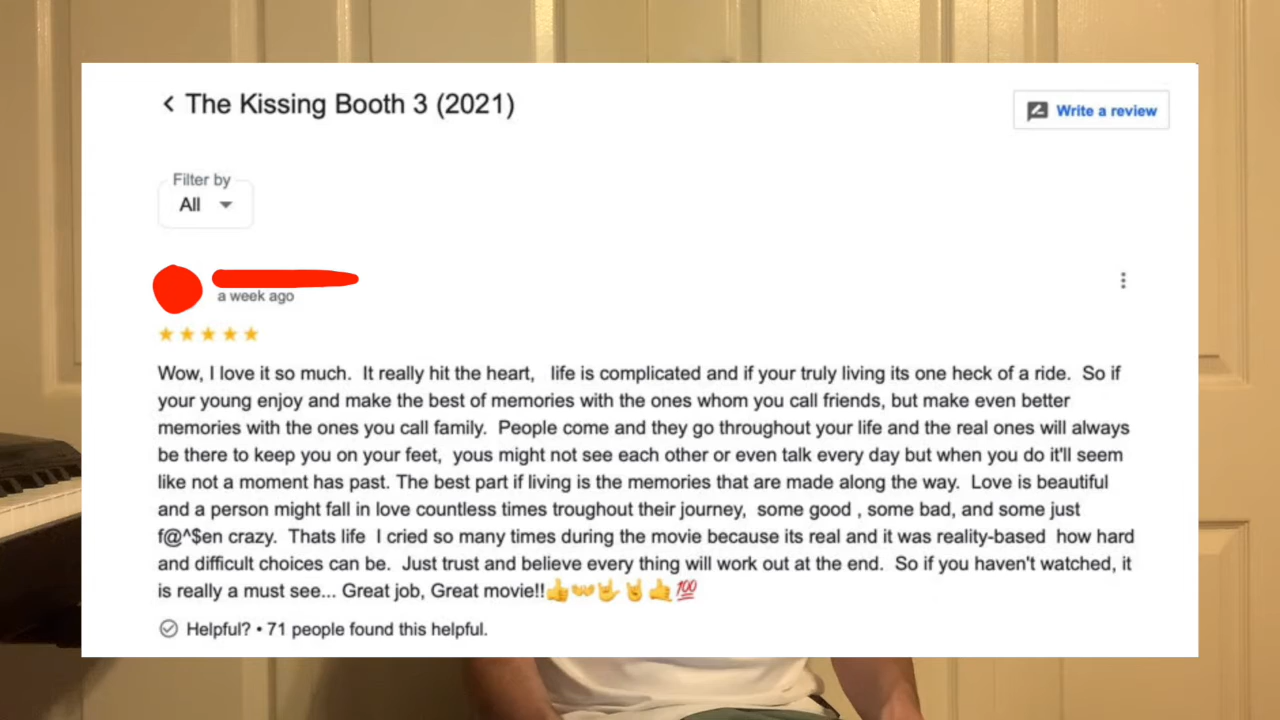 < The Kissing Booth 3 (2021)
Write a review
Filter by
All
a week ago
Wow, I love it so much. It really hit the heart, life is complicated and if your truly living its one heck of a ride. So if
your young enjoy and make the best of memories with the ones whom you call friends, but make even better
memories with the ones you call family. People come and they go throughout your life and the real ones will always
be there to keep you on your feet, yous might not see each other or even talk every day but when you do it'll seem
like not a moment has past. The best part if living is the memories that are made along the way. Love is beautiful
and a person might fall in love countless times troughout their journey, some good , some bad, and some just
f@^$en crazy. Thats life I cried so many times during the movie because its real and it was reality-based how hard
and difficult choices can be. Just trust and believe every thing will work out at the end. So if you haven't watched, it
is really a must see... Great job, Great movie!!👍👐🤟🤘🤙💯
Helpful? • 71 people found this helpful.